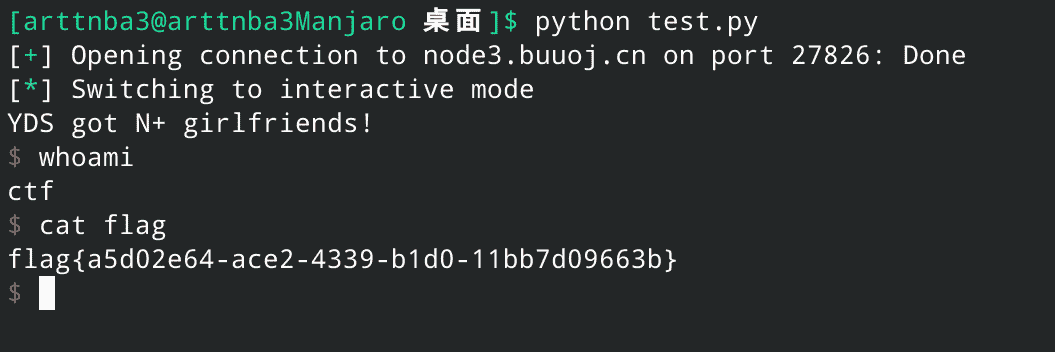 [arttnba3@arttnba3Manjaro 桌面]$ python test.py
[+] Opening connection to node3.buuoj.cn on port 27826: Done
[*] Switching to interactive mode
YDS got N+ girlfriends!
$ whoami
ctf
$ cat flag
flag{a5d02e64-ace2-4339-b1d0-11bb7d09663b}
$